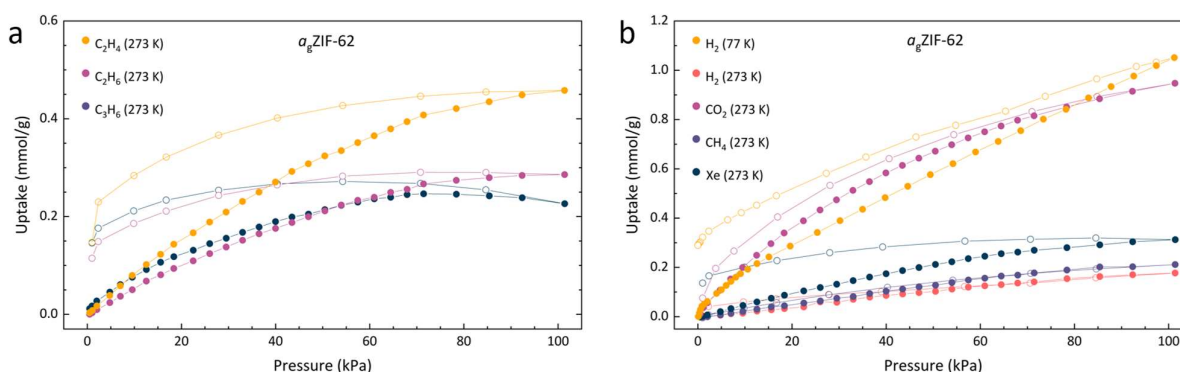 a
a_gZIF-62
C₂H₄ (273 K)
C₂H₆ (273 K)
C₃H₆ (273 K)
Uptake (mmol/g)
0.6
0.4
0.2
0.0
0 20 40 60 80 100
Pressure (kPa)
b
a_gZIF-62
H₂ (77 K)
H₂ (273 K)
CO₂ (273 K)
CH₄ (273 K)
Xe (273 K)
Uptake (mmol/g)
1.2
1.0
0.8
0.6
0.4
0.2
0.0
0 20 40 60 80 100
Pressure (kPa)